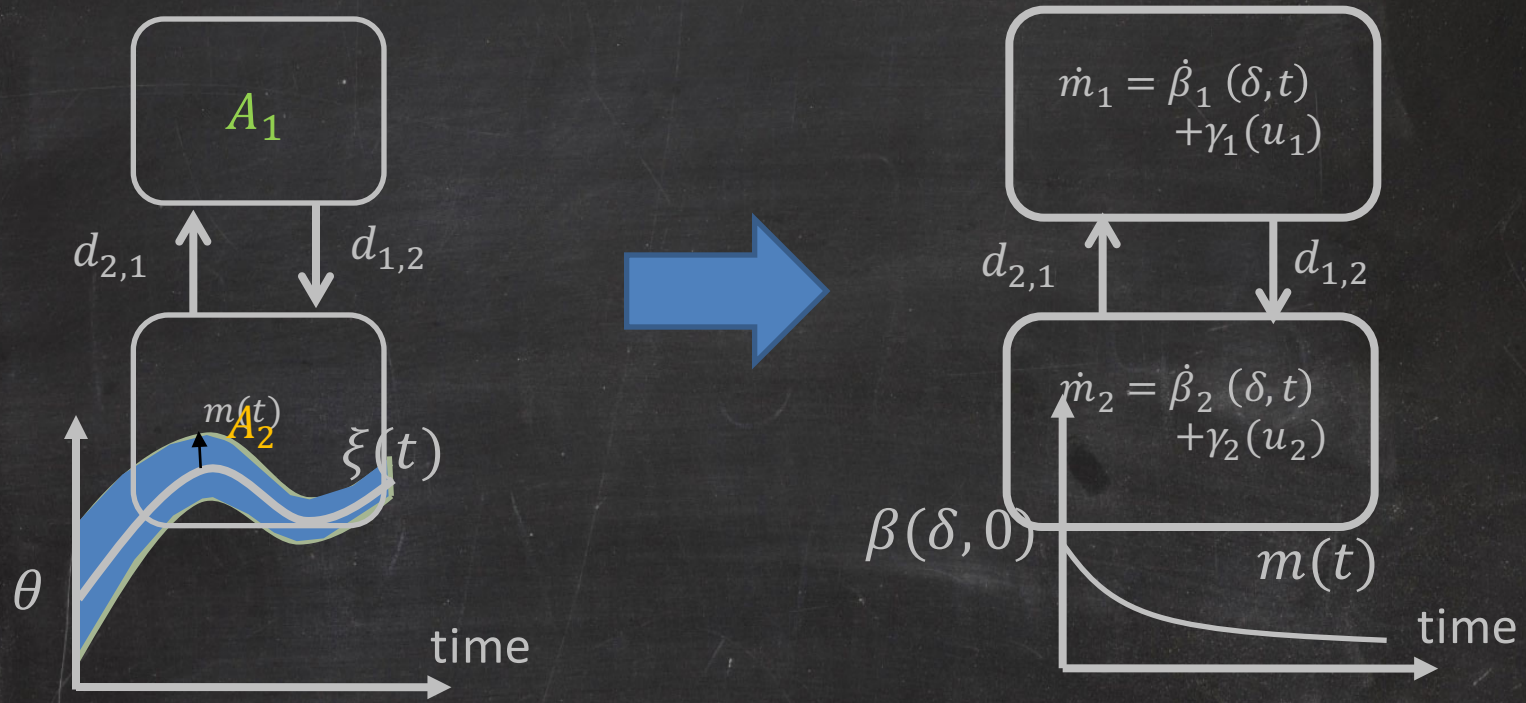 A₁
d₂,₁
d₁,₂
m(t)
A₂
ξ(t)
θ
time
ṁ₁ = β̇₁ (δ,t)
+γ₁(u₁)
d₂,₁
d₁,₂
ṁ₂ = β̇₂ (δ,t)
+γ₂(u₂)
β(δ,0)
m(t)
time